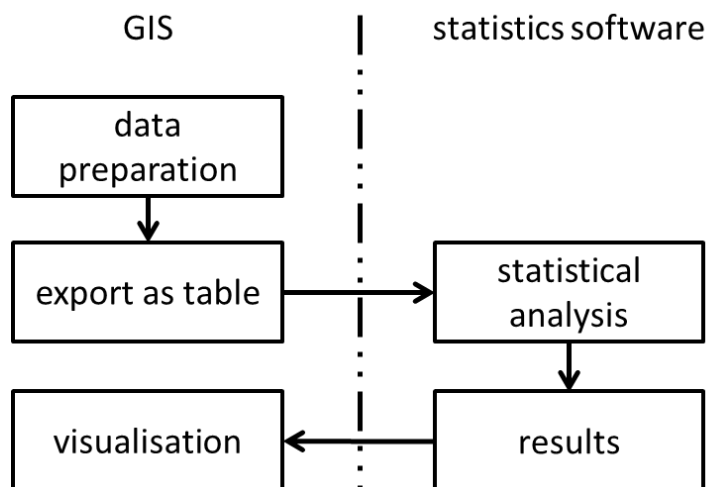 GIS
statistics software
data
preparation
export as table
statistical
analysis
visualisation
results